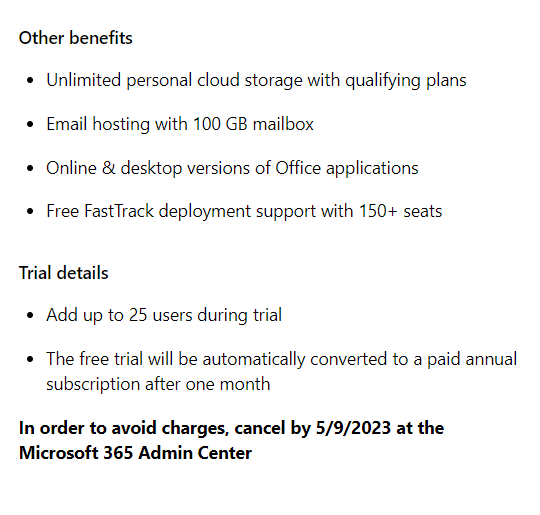 Other benefits
• Unlimited personal cloud storage with qualifying plans
• Email hosting with 100 GB mailbox
• Online & desktop versions of Office applications
• Free FastTrack deployment support with 150+ seats
Trial details
• Add up to 25 users during trial
• The free trial will be automatically converted to a paid annual
subscription after one month
In order to avoid charges, cancel by 5/9/2023 at the
Microsoft 365 Admin Center